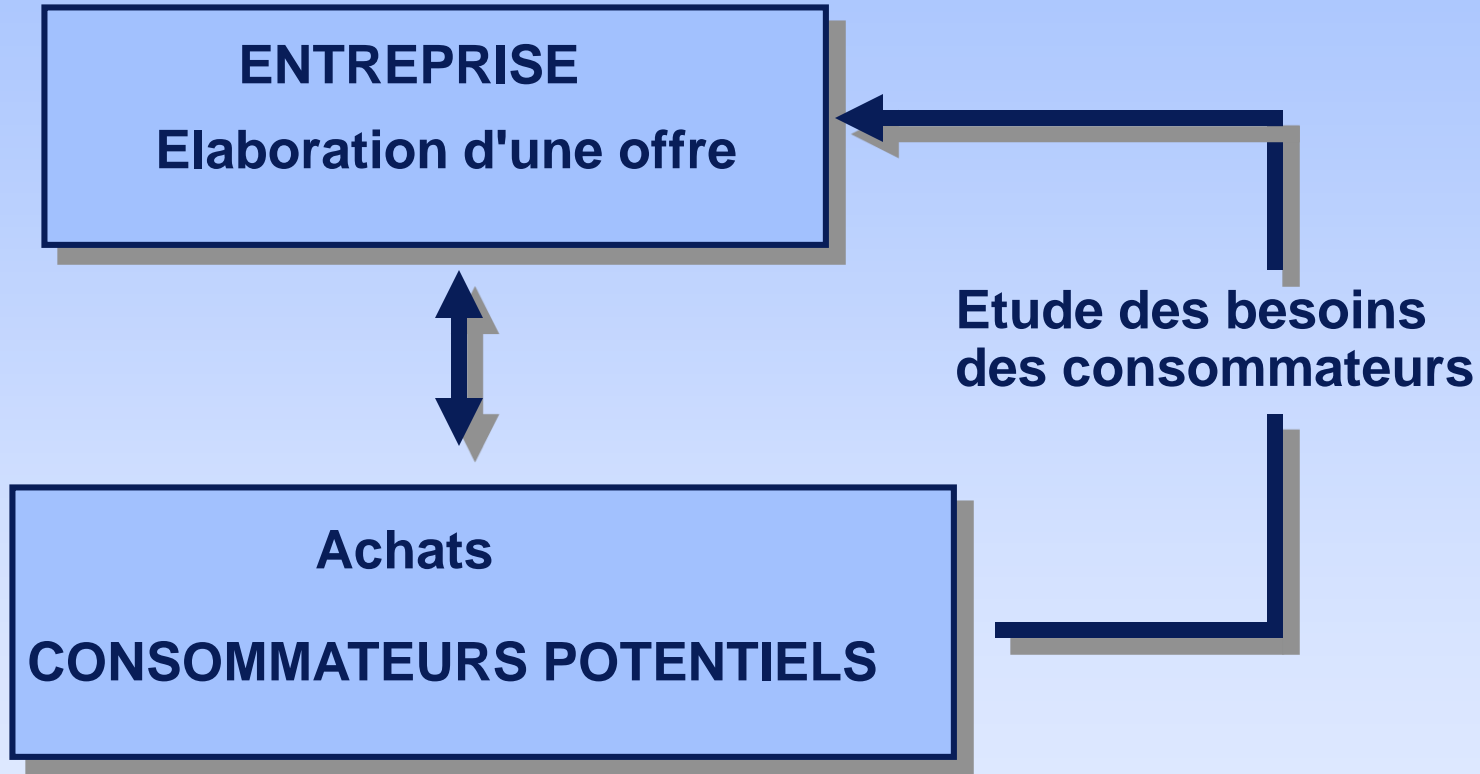 ENTREPRISE
Elaboration d'une offre
Etude des besoins
des consommateurs
Achats
CONSOMMATEURS POTENTIELS